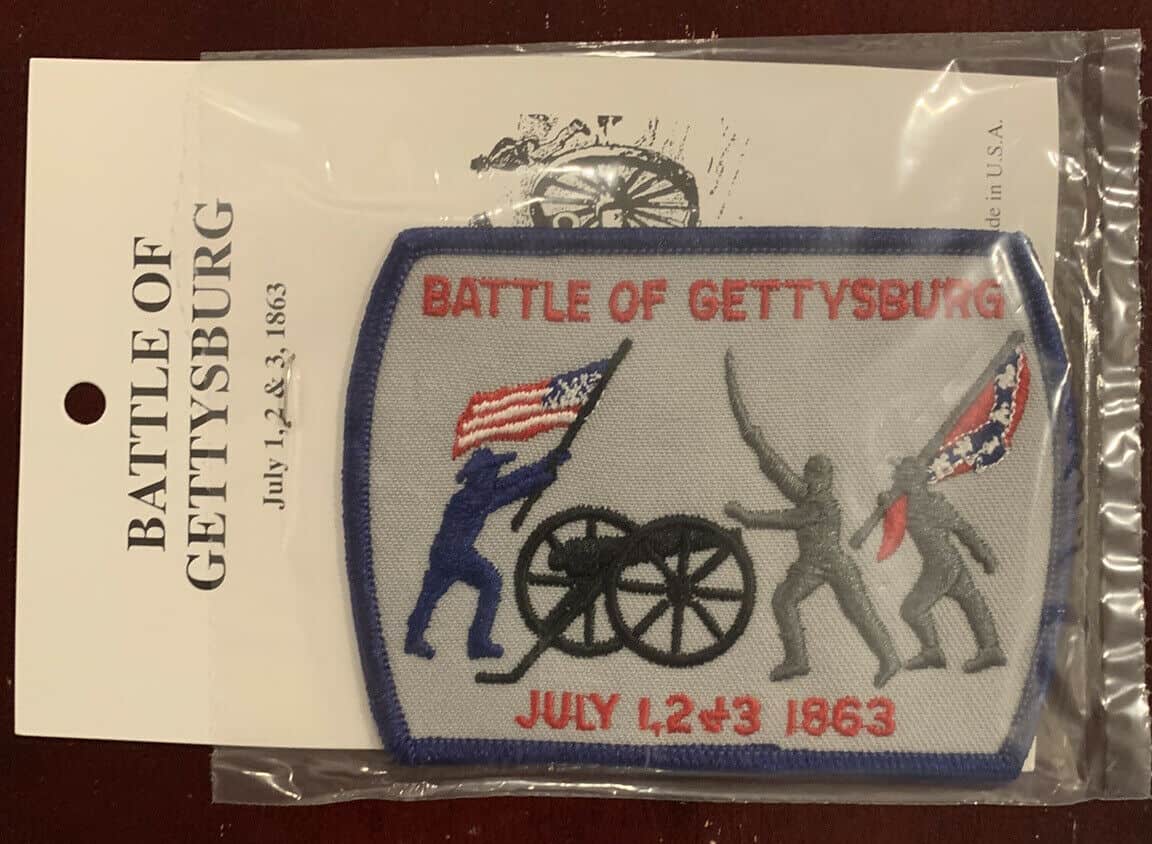 BATTLE OF
GETTYSBURG
July 1, 2 & 3, 1863
de in U.S.A.
BATTLE OF GETTYSBURG
JULY 1,2&3 1863